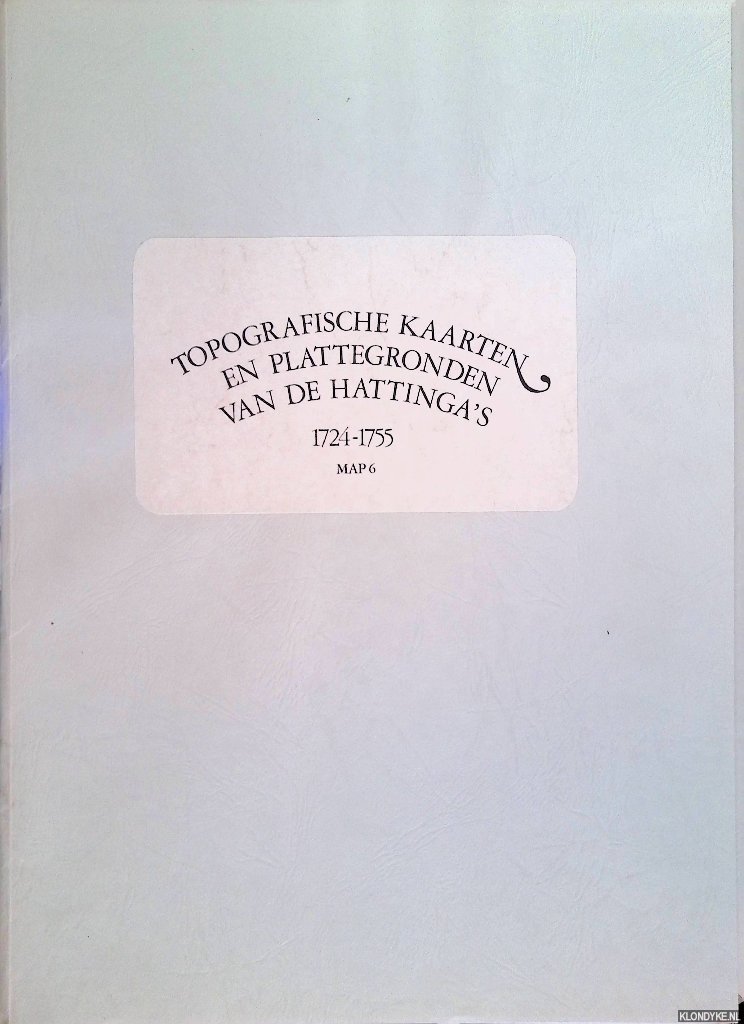 TOPOGRAFISCHE KAARTEN
EN PLATTEGRONDEN
VAN DE HATTINGA'S
1724-1755
MAP 6
KLONDYKE.NL